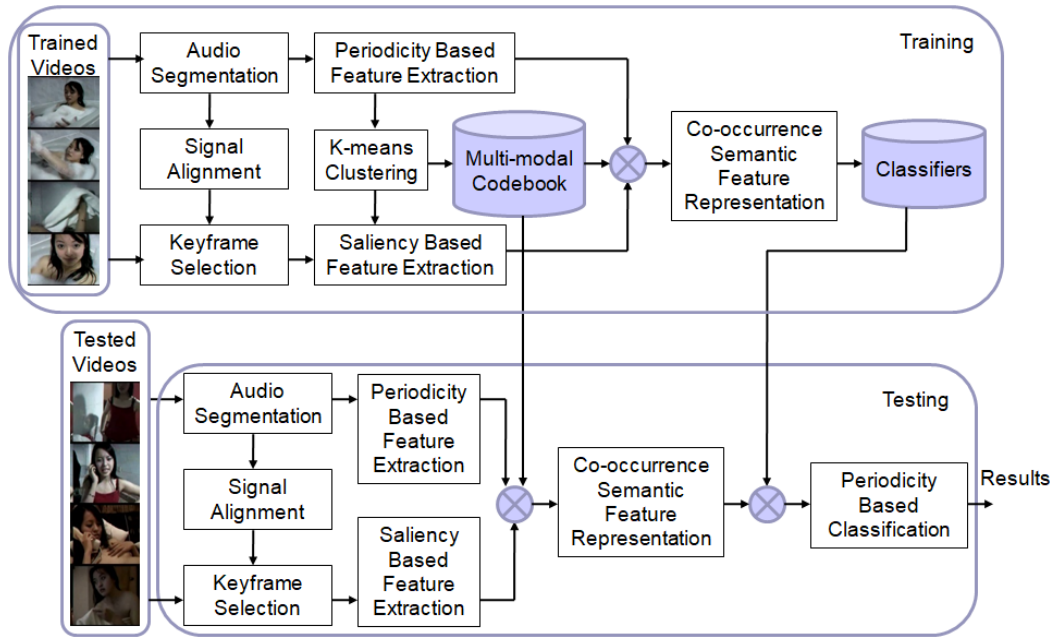 Trained
Videos
Audio
Segmentation
Periodicity Based
Feature Extraction
Training
Signal
Alignment
K-means
Clustering
Multi-modal
Codebook
Co-occurrence
Semantic
Feature
Representation
Classifiers
Keyframe
Selection
Saliency Based
Feature Extraction
Tested
Videos
Audio
Segmentation
Periodicity
Based
Feature
Extraction
Testing
Signal
Alignment
Co-occurrence
Semantic
Feature
Representation
Periodicity
Based
Classification
Results
Keyframe
Selection
Saliency
Based
Feature
Extraction